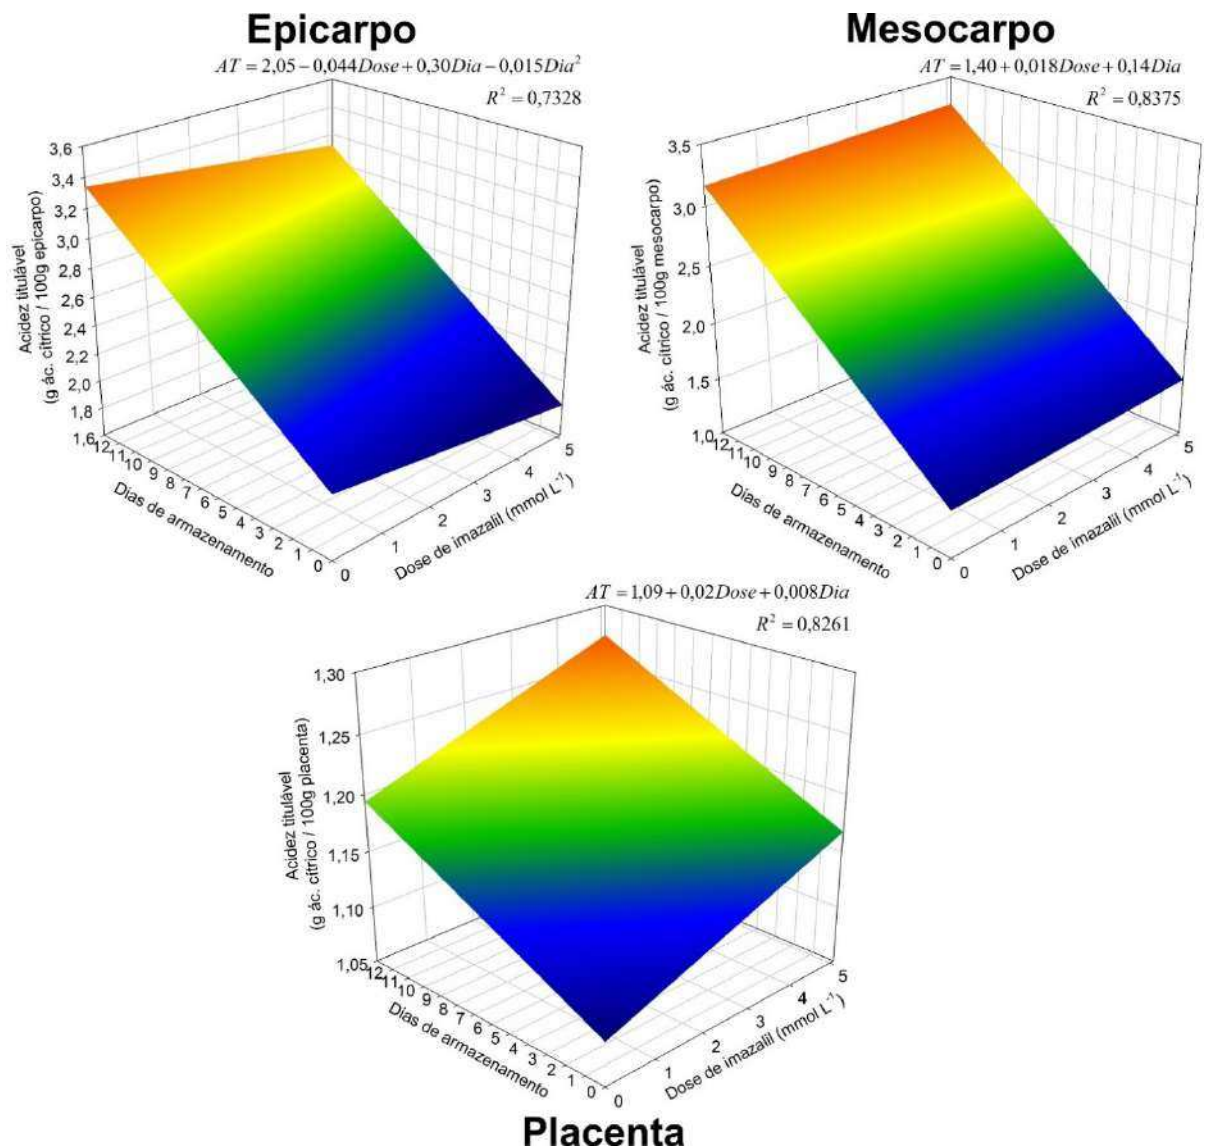 Epicarpo
AT = 2,05 – 0,044Dose + 0,30Dia – 0,015Dia²
R² = 0,7328
3,6
3,4
3,2
3,0
2,8
2,6
2,4
2,2
2,0
1,8
1,6
Acidez titulável
(g ác. cítrico / 100g epicarpo)
12 11 10 9 8 7 6 5 4 3 2 1 0
Dias de armazenamento
0 1 2 3 4 5
Dose de imazalil (mmol L⁻¹)
Mesocarpo
AT = 1,40 + 0,018Dose + 0,14Dia
R² = 0,8375
3,5
3,0
2,5
2,0
1,5
1,0
Acidez titulável
(g ác. cítrico / 100g mesocarpo)
12 11 10 9 8 7 6 5 4 3 2 1 0
Dias de armazenamento
0 1 2 3 4 5
Dose de imazalil (mmol L⁻¹)
AT = 1,09 + 0,02Dose + 0,008Dia
R² = 0,8261
1,30
1,25
1,20
1,15
1,10
1,05
Acidez titulável
(g ác. cítrico / 100g placenta)
12 11 10 9 8 7 6 5 4 3 2 1 0
Dias de armazenamento
0 1 2 3 4 5
Dose de imazalil (mmol L⁻¹)
Placenta